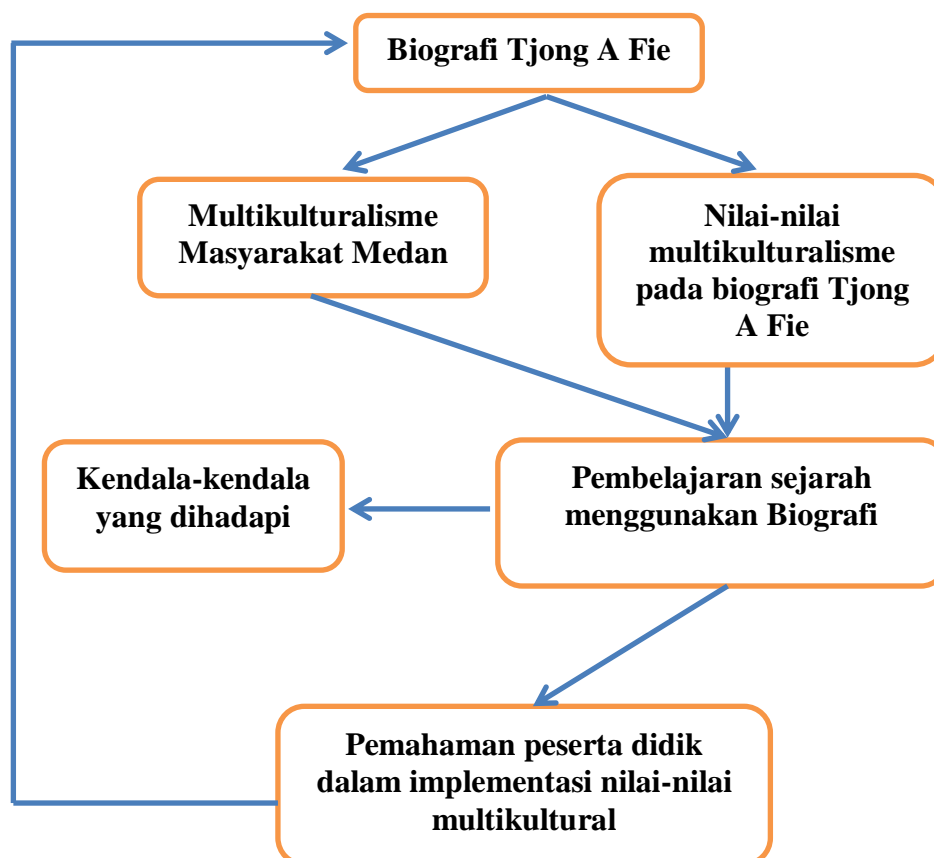 Biografi Tjong A Fie
Multikulturalisme
Masyarakat Medan
Nilai-nilai
multikulturalisme
pada biografi Tjong
A Fie
Kendala-kendala
yang dihadapi
Pembelajaran sejarah
menggunakan Biografi
Pemahaman peserta didik
dalam implementasi nilai-nilai
multikultural